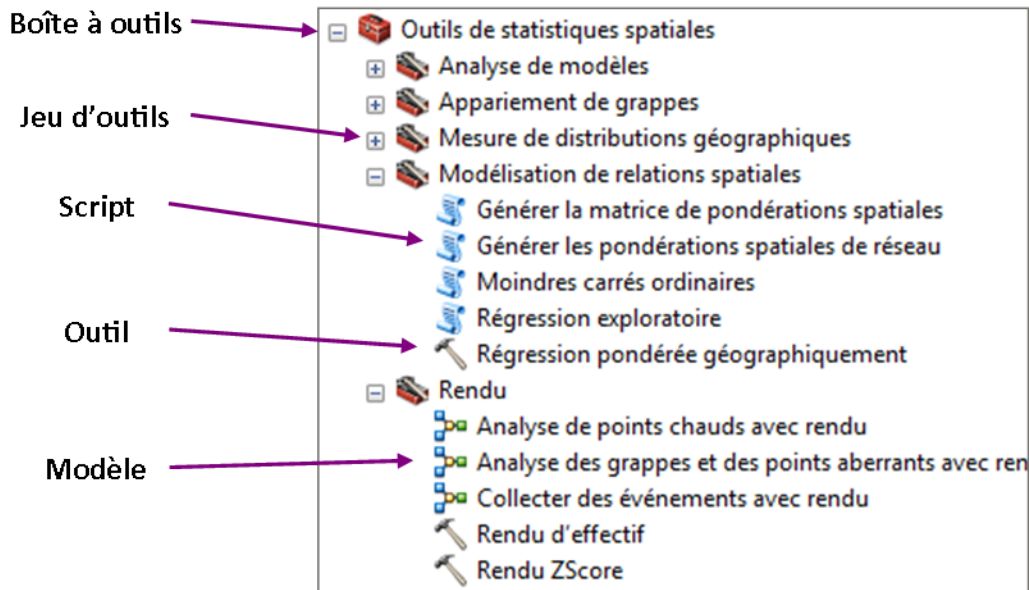 Boîte à outils
Outils de statistiques spatiales
Analyse de modèles
Appariement de grappes
Jeu d’outils
Mesure de distributions géographiques
Modélisation de relations spatiales
Script
Générer la matrice de pondérations spatiales
Générer les pondérations spatiales de réseau
Moindres carrés ordinaires
Régression exploratoire
Outil
Régression pondérée géographiquement
Rendu
Analyse de points chauds avec rendu
Modèle
Analyse des grappes et des points aberrants avec ren
Collecter des événements avec rendu
Rendu d’effectif
Rendu ZScore